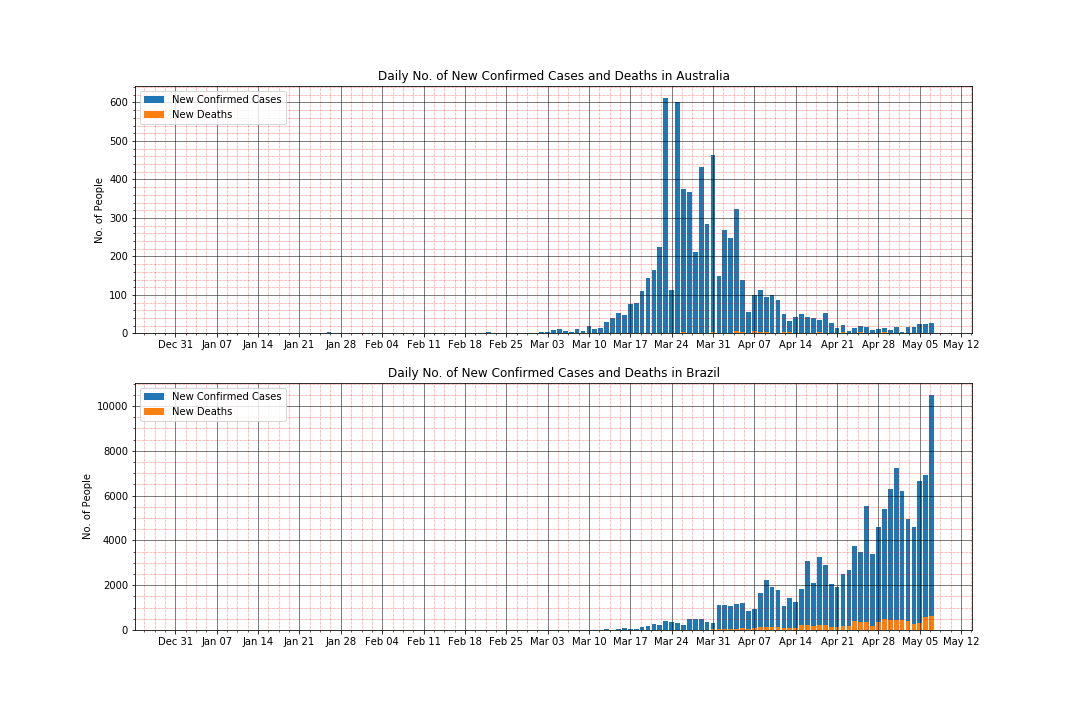 Daily No. of New Confirmed Cases and Deaths in Australia
New Confirmed Cases
New Deaths
No. of People
600
500
400
300
200
100
0
Dec 31 Jan 07 Jan 14 Jan 21 Jan 28 Feb 04 Feb 11 Feb 18 Feb 25 Mar 03 Mar 10 Mar 17 Mar 24 Mar 31 Apr 07 Apr 14 Apr 21 Apr 28 May 05 May 12
Daily No. of New Confirmed Cases and Deaths in Brazil
New Confirmed Cases
New Deaths
No. of People
10000
8000
6000
4000
2000
0
Dec 31 Jan 07 Jan 14 Jan 21 Jan 28 Feb 04 Feb 11 Feb 18 Feb 25 Mar 03 Mar 10 Mar 17 Mar 24 Mar 31 Apr 07 Apr 14 Apr 21 Apr 28 May 05 May 12